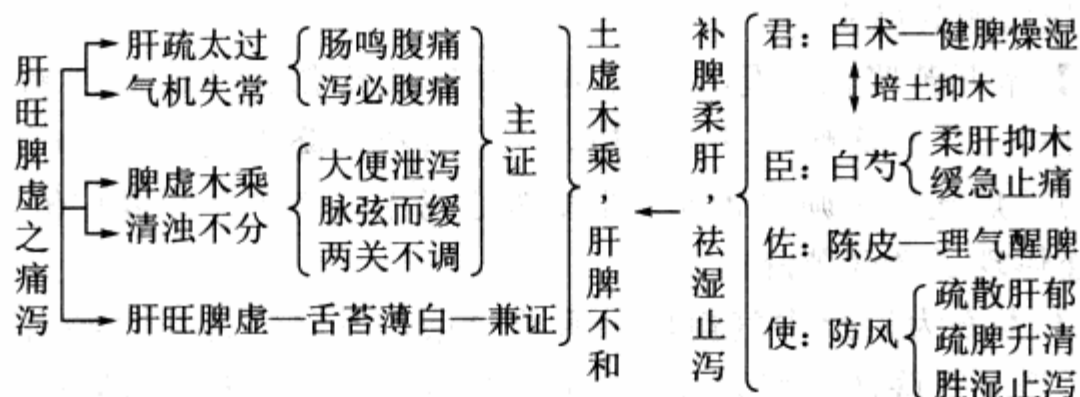 肝旺脾虚之痛泻
肝疏太过
气机失常
肠鸣腹痛
泻必腹痛
脾虚木乘
清浊不分
大便泄泻
脉弦而缓
两关不调
主证
肝旺脾虚—舌苔薄白—兼证
土虚木乘，肝脾不和
补脾柔肝，祛湿止泻
君：白术—健脾燥湿
培土抑木
臣：白芍
柔肝抑木
缓急止痛
佐：陈皮—理气醒脾
使：防风
疏散肝郁
疏脾升清
胜湿止泻